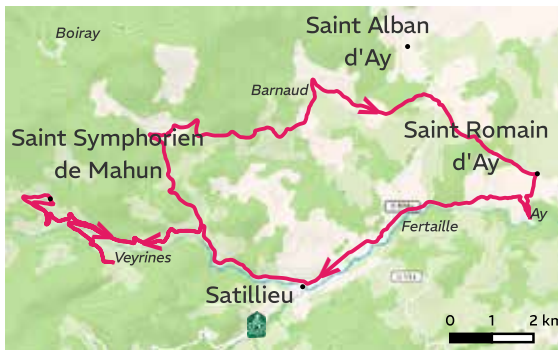 Boiray
Saint Alban
d'Ay
Barnaud
Saint Symphorien
de Mahun
Saint Romain
d'Ay
Ay
Fertaille
Veyrines
Satillieu
0 1 2 km